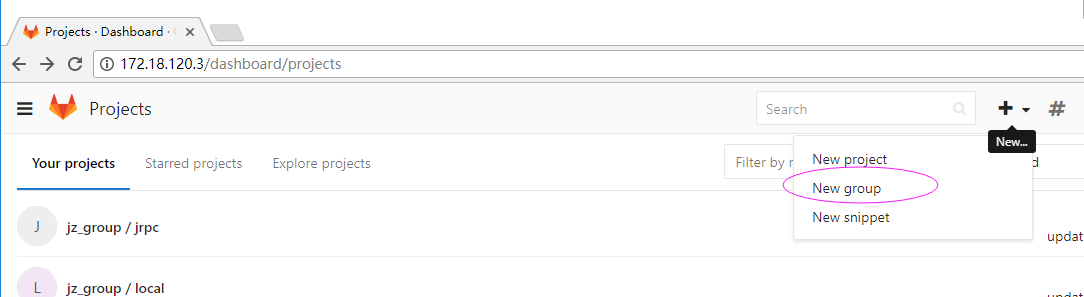 Projects · Dashboard ·
172.18.120.3/dashboard/projects
Projects
Search
New...
Your projects
Starred projects
Explore projects
Filter by
New project
New group
New snippet
J
jz_group / jrpc
updat
L
jz_group / local
updat